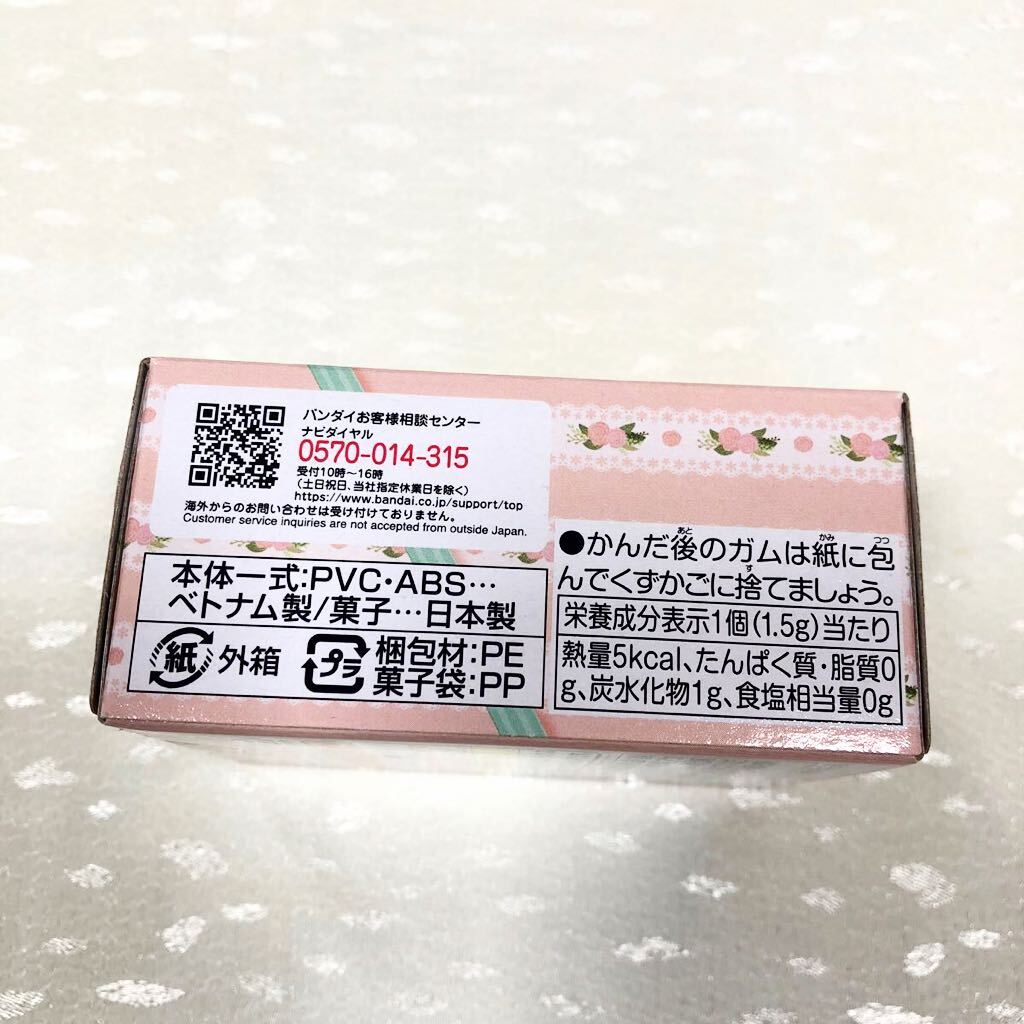 バンダイお客様相談センター
ナビダイヤル
0570-014-315
受付10時〜16時
(土日祝日、当社指定休業日を除く)
https://www.bandai.co.jp/support/top
海外からのお問い合わせは受け付けておりません。
Customer service inquiries are not accepted from outside Japan.
本体一式:PVC・ABS…
ベトナム製/菓子…日本製
紙 外箱
プラ 梱包材:PE
菓子袋:PP
●かんだ後のガムは紙に包
んでくずかごに捨てましょう。
栄養成分表示1個(1.5g)当たり
熱量5kcal、たんぱく質・脂質0
g、炭水化物1g、食塩相当量0g